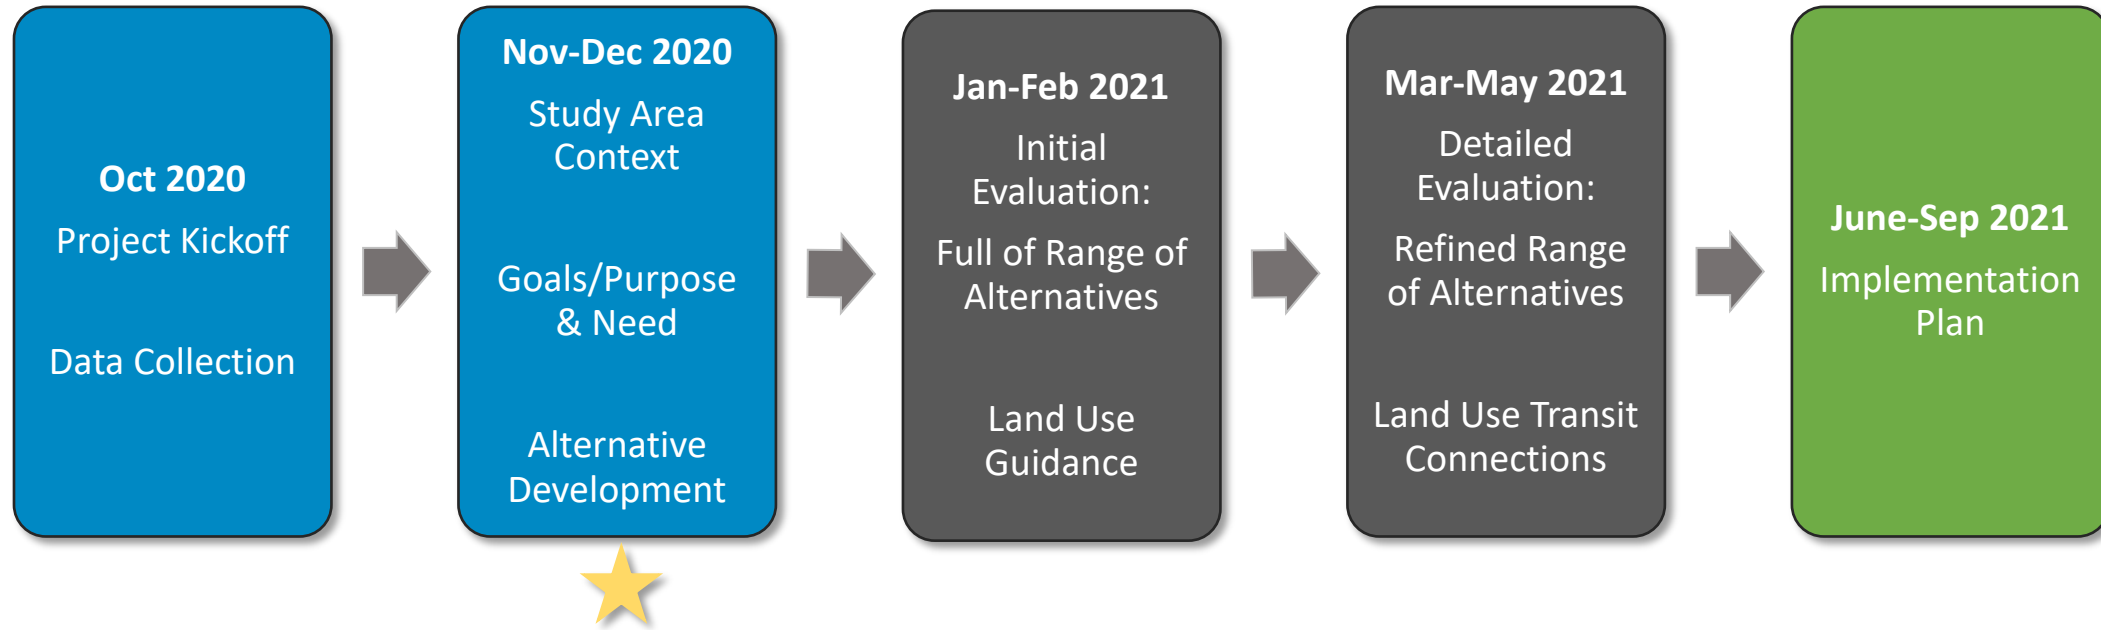 Oct 2020
Project Kickoff
Data Collection
Nov-Dec 2020
Study Area
Context
Goals/Purpose
& Need
Alternative
Development
Jan-Feb 2021
Initial
Evaluation:
Full of Range of
Alternatives
Land Use
Guidance
Mar-May 2021
Detailed
Evaluation:
Refined Range
of Alternatives
Land Use Transit
Connections
June-Sep 2021
Implementation
Plan